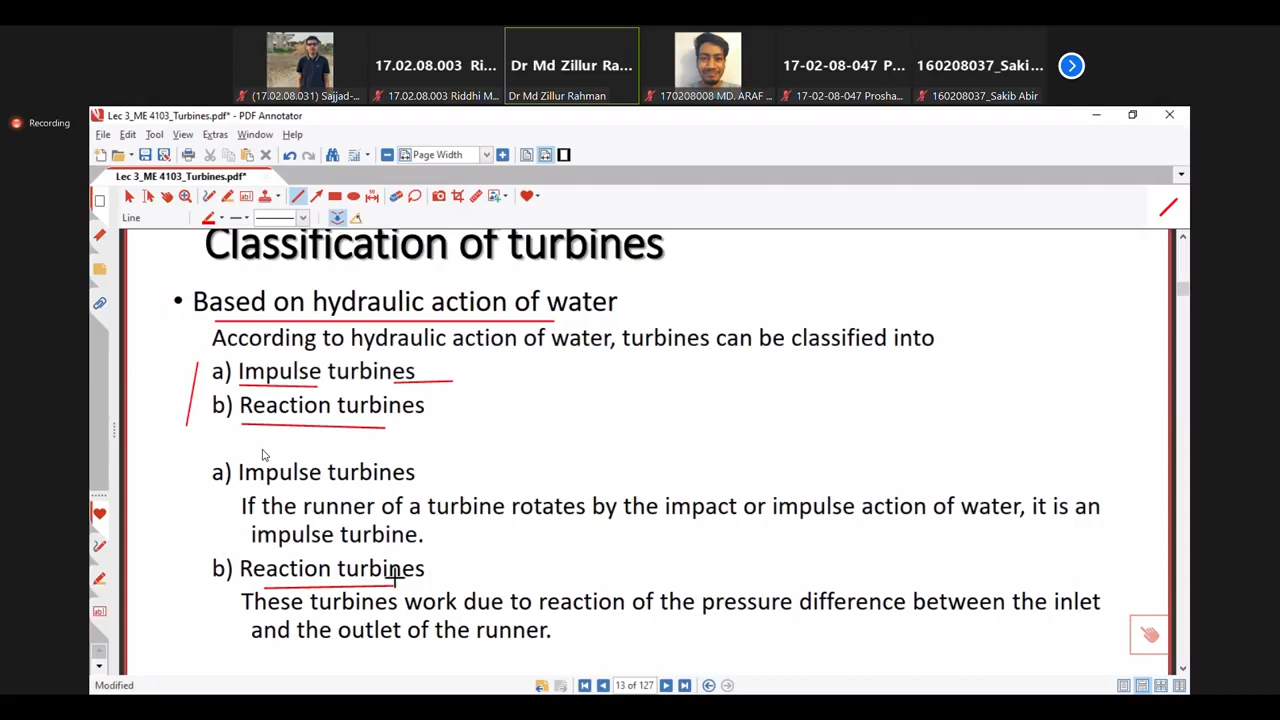 17.02.08.003 Ri...
Dr Md Zillur Ra...
17-02-08-047 P...
160208037_Saki...
(17.02.08.031) Sajjad-...
17.02.08.003 Riddhi M...
Dr Md Zillur Rahman
170208008 MD. ARAF ...
17-02-08-047 Prosha...
160208037_Sakib Abir
Recording
Lec 3_ME 4103_Turbines.pdf* - PDF Annotator
File Edit Tool View Extras Window Help
Page Width
Lec 3_ME 4103_Turbines.pdf*
Line
Classification of turbines
• Based on hydraulic action of water
According to hydraulic action of water, turbines can be classified into
a) Impulse turbines
b) Reaction turbines
a) Impulse turbines
If the runner of a turbine rotates by the impact or impulse action of water, it is an
impulse turbine.
b) Reaction turbines
These turbines work due to reaction of the pressure difference between the inlet
and the outlet of the runner.
Modified
13 of 127